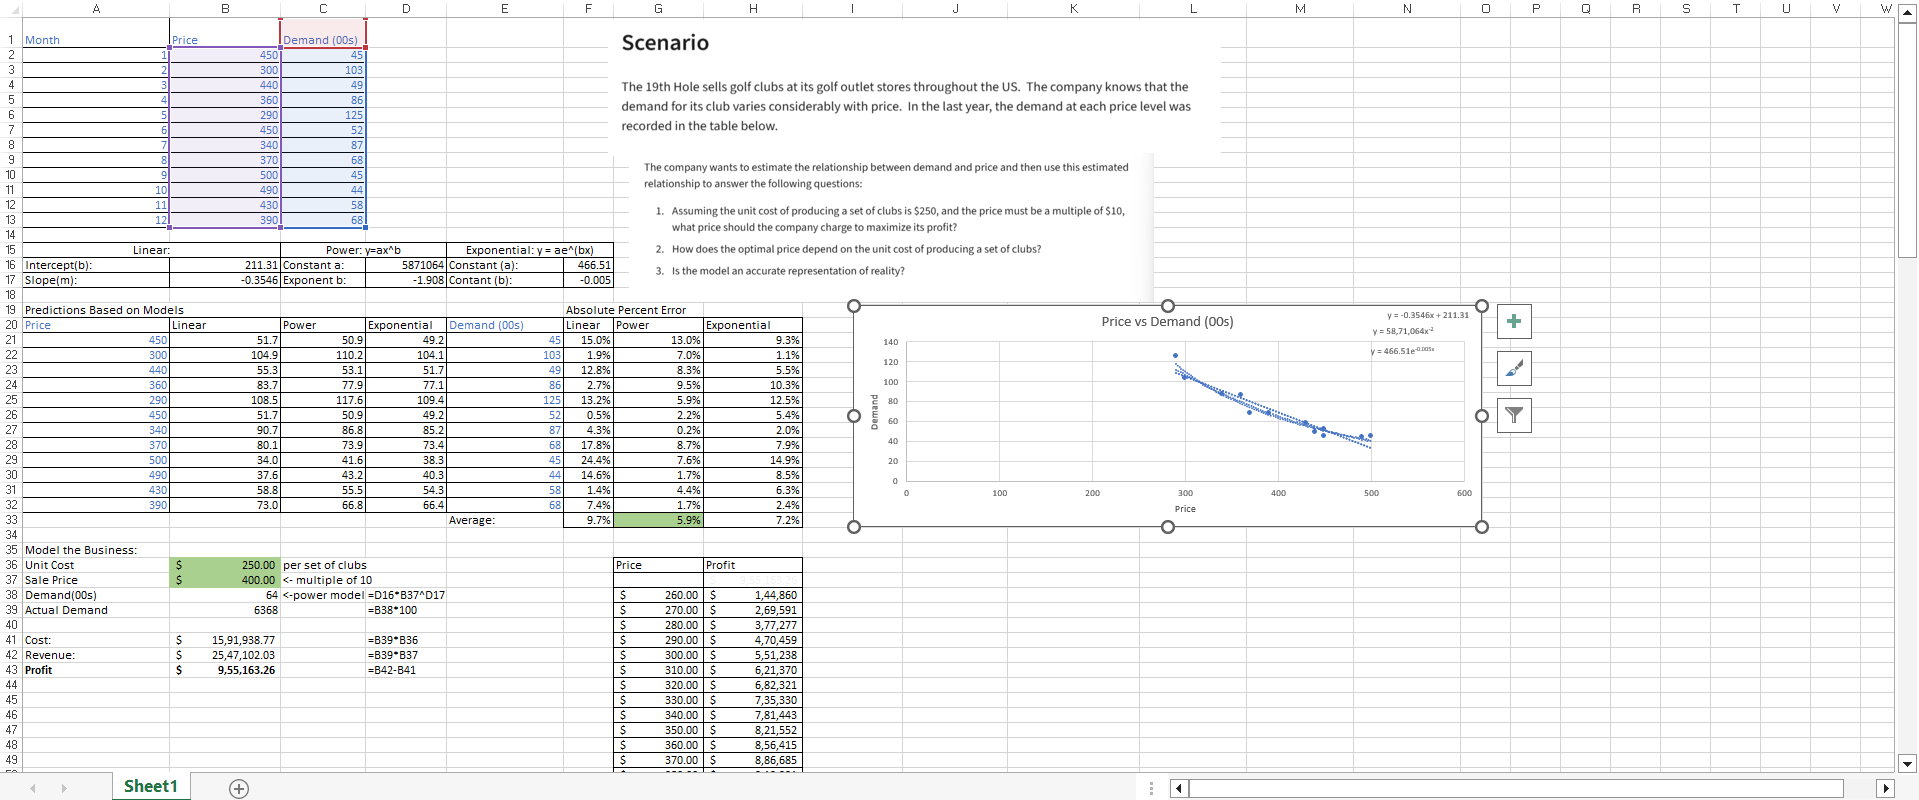 A B C D E F G H I J K L M N O P Q R S T U V W
1 Month Price Demand (00s)
2 1 450 45
3 2 300 103
4 3 440 49
5 4 360 86
6 5 290 125
7 6 450 52
8 7 340 87
9 8 370 68
10 9 500 45
11 10 490 44
12 11 430 58
13 12 390 68
14
15 Linear: Power: y=ax^b Exponential: y = ae^(bx)
16 Intercept(b): 211.31 Constant a: 5871064 Constant (a): 466.51
17 Slope(m): -0.3546 Exponent b: -1.908 Contant (b): -0.005
18
19 Predictions Based on Models Absolute Percent Error
20 Price Linear Power Exponential Demand (00s) Linear Power Exponential
21 450 51.7 50.9 49.2 45 15.0% 13.0% 9.3%
22 300 104.9 110.2 104.1 103 1.9% 7.0% 1.1%
23 440 55.3 53.1 51.7 49 12.8% 8.3% 5.5%
24 360 83.7 77.9 77.1 86 2.7% 9.5% 10.3%
25 290 108.5 117.6 109.4 125 13.2% 5.9% 12.5%
26 450 51.7 50.9 49.2 52 0.5% 2.2% 5.4%
27 340 90.7 86.8 85.2 87 4.3% 0.2% 2.0%
28 370 80.1 73.9 73.4 68 17.8% 8.7% 7.9%
29 500 34.0 41.6 38.3 45 24.4% 7.6% 14.9%
30 490 37.6 43.2 40.3 44 14.6% 1.7% 8.5%
31 430 58.8 55.5 54.3 58 1.4% 4.4% 6.3%
32 390 73.0 66.8 66.4 68 7.4% 1.7% 2.4%
33 Average: 9.7% 5.9% 7.2%
34
35 Model the Business:
36 Unit Cost $ 250.00 per set of clubs Price Profit
37 Sale Price $ 400.00 <- multiple of 10
38 Demand(00s) 64 <-power model =D16*B37^D17 $ 260.00 $ 1,44,860
39 Actual Demand 6368 =B38*100 $ 270.00 $ 2,69,591
40 $ 280.00 $ 3,77,277
41 Cost: $ 15,91,938.77 =B39*B36 $ 290.00 $ 4,70,459
42 Revenue: $ 25,47,102.03 =B39*B37 $ 300.00 $ 5,51,238
43 Profit $ 9,55,163.26 =B42-B41 $ 310.00 $ 6,21,370
44 $ 320.00 $ 6,82,321
45 $ 330.00 $ 7,35,330
46 $ 340.00 $ 7,81,443
47 $ 350.00 $ 8,21,552
48 $ 360.00 $ 8,56,415
49 $ 370.00 $ 8,86,685
Scenario
The 19th Hole sells golf clubs at its golf outlet stores throughout the US. The company knows that the
demand for its club varies considerably with price. In the last year, the demand at each price level was
recorded in the table below.
The company wants to estimate the relationship between demand and price and then use this estimated
relationship to answer the following questions:
1. Assuming the unit cost of producing a set of clubs is $250, and the price must be a multiple of $10,
what price should the company charge to maximize its profit?
2. How does the optimal price depend on the unit cost of producing a set of clubs?
3. Is the model an accurate representation of reality?
Price vs Demand (00s)
y = -0.3546x + 211.31
y = 58,71,064x⁻²
y = 466.51e⁻⁰·⁰⁰⁵ˣ
140
120
100
80
60
40
20
0
Demand
0 100 200 300 400 500 600
Price
Sheet1